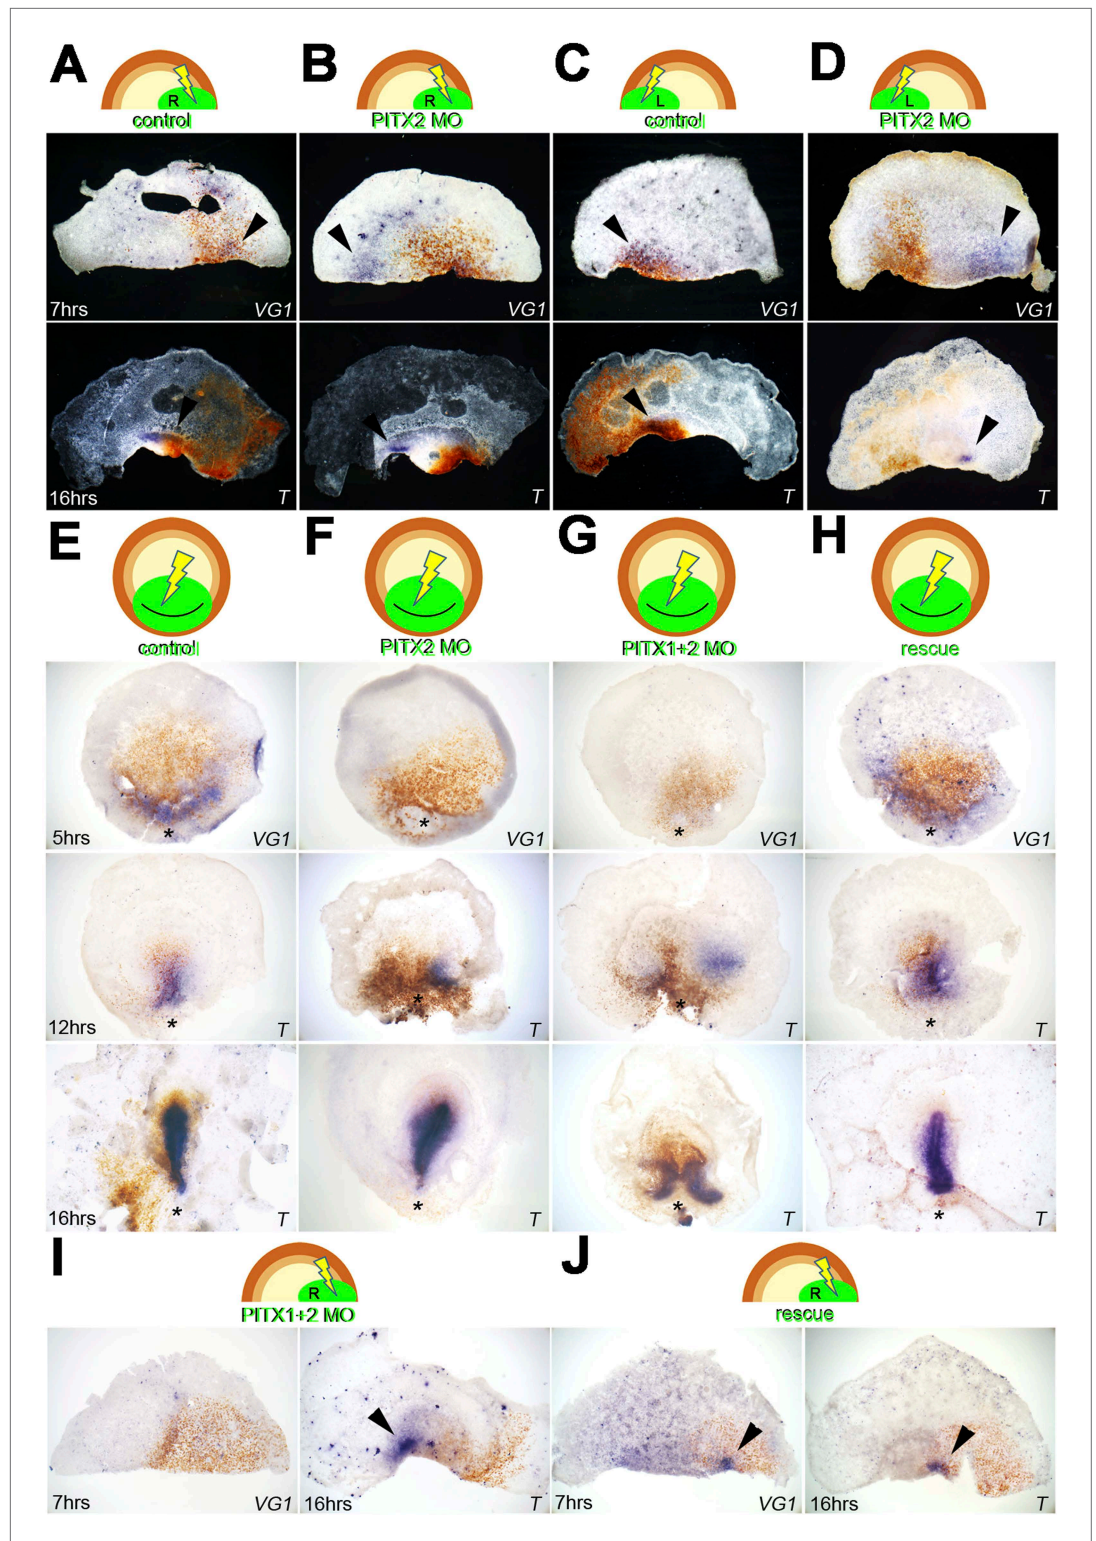 A B C D
R R L L
control PITX2 MO control PITX2 MO
7hrs VG1 VG1 VG1 VG1
16hrs T T T T
E F G H
control PITX2 MO PITX1+2 MO rescue
* * * *
5hrs VG1 VG1 VG1 VG1
* * * *
12hrs T T T T
* * * *
16hrs T T T T
I J
R R
PITX1+2 MO rescue
7hrs VG1 16hrs T 7hrs VG1 16hrs T